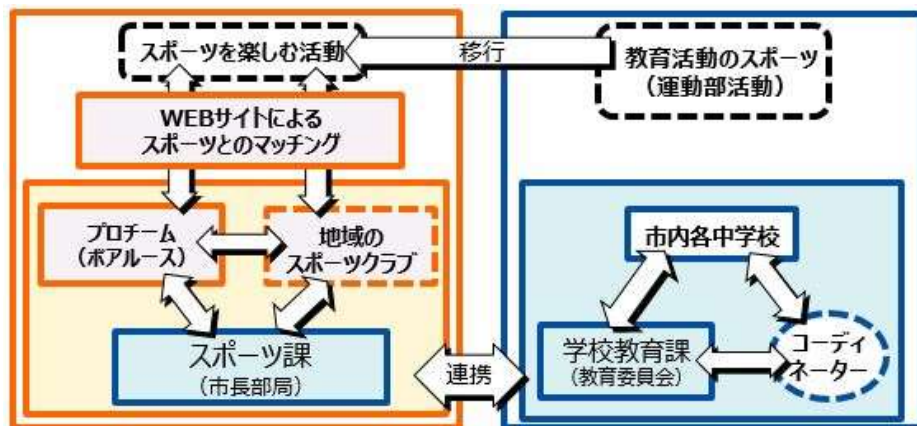 スポーツを楽しむ活動
移行
教育活動のスポーツ
（運動部活動）
WEBサイトによる
スポーツとのマッチング
プロチーム
（ボアルース）
地域の
スポーツクラブ
市内各中学校
スポーツ課
（市長部局）
連携
学校教育課
（教育委員会）
コーディ
ネーター